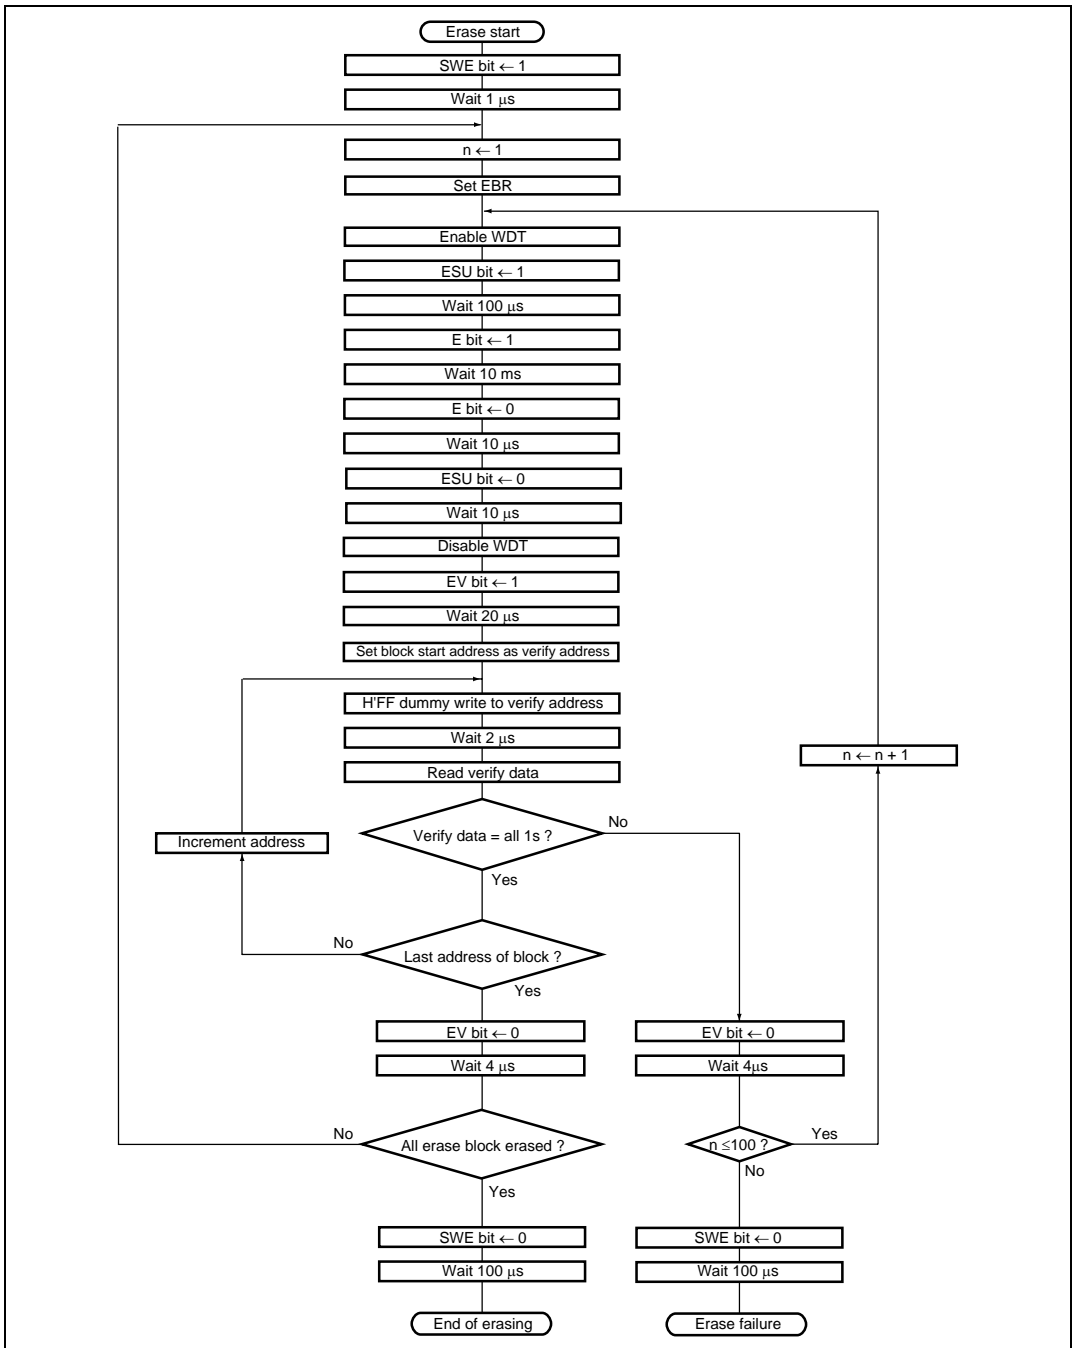 Erase start
SWE bit ← 1
Wait 1 μs
n ← 1
Set EBR
Enable WDT
ESU bit ← 1
Wait 100 μs
E bit ← 1
Wait 10 ms
E bit ← 0
Wait 10 μs
ESU bit ← 0
Wait 10 μs
Disable WDT
EV bit ← 1
Wait 20 μs
Set block start address as verify address
H'FF dummy write to verify address
Wait 2 μs
n ← n + 1
Read verify data
No
Verify data = all 1s ?
Increment address
Yes
No
Last address of block ?
Yes
EV bit ← 0
EV bit ← 0
Wait 4 μs
Wait 4μs
No
All erase block erased ?
n ≤100 ?
Yes
No
Yes
SWE bit ← 0
SWE bit ← 0
Wait 100 μs
Wait 100 μs
End of erasing
Erase failure